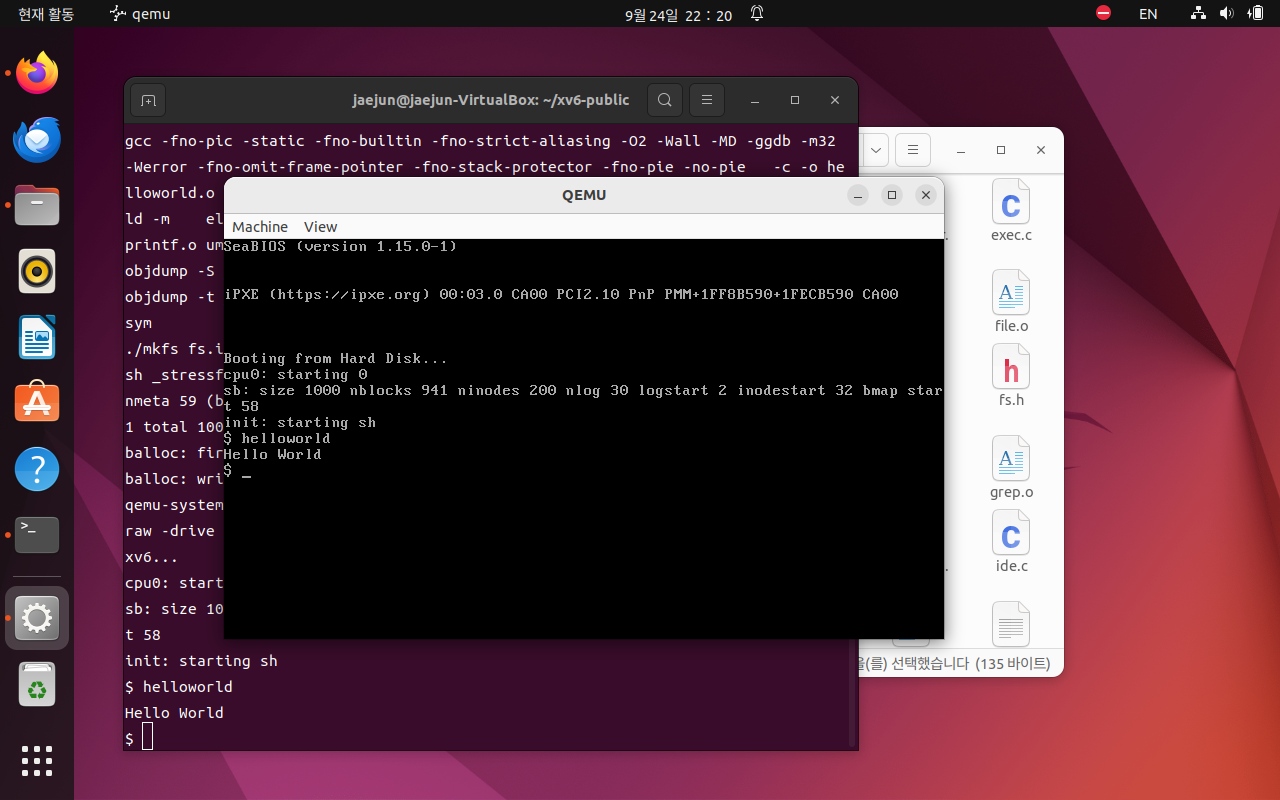 현재 활동
qemu
9월 24일 22 : 20
EN
jaejun@jaejun-VirtualBox: ~/xv6-public
gcc -fno-pic -static -fno-builtin -fno-strict-aliasing -O2 -Wall -MD -ggdb -m32
-Werror -fno-omit-frame-pointer -fno-stack-protector -fno-pie -no-pie -c -o he
lloworld.o
ld -m el
printf.o um
objdump -S
objdump -t
sym
./mkfs fs.i
sh _stressf
nmeta 59 (b
1 total 100
balloc: fir
balloc: wri
qemu-system
raw -drive
xv6...
cpu0: start
sb: size 10
t 58
init: starting sh
$ helloworld
Hello World
$
QEMU
Machine View
SeaBIOS (version 1.15.0-1)
iPXE (https://ipxe.org) 00:03.0 CA00 PCI2.10 PnP PMM+1FF8B590+1FECB590 CA00
Booting from Hard Disk...
cpu0: starting 0
sb: size 1000 nblocks 941 ninodes 200 nlog 30 logstart 2 inodestart 32 bmap star
t 58
init: starting sh
$ helloworld
Hello World
$ _
exec.c
file.o
fs.h
grep.o
ide.c
을(를) 선택했습니다 (135 바이트)